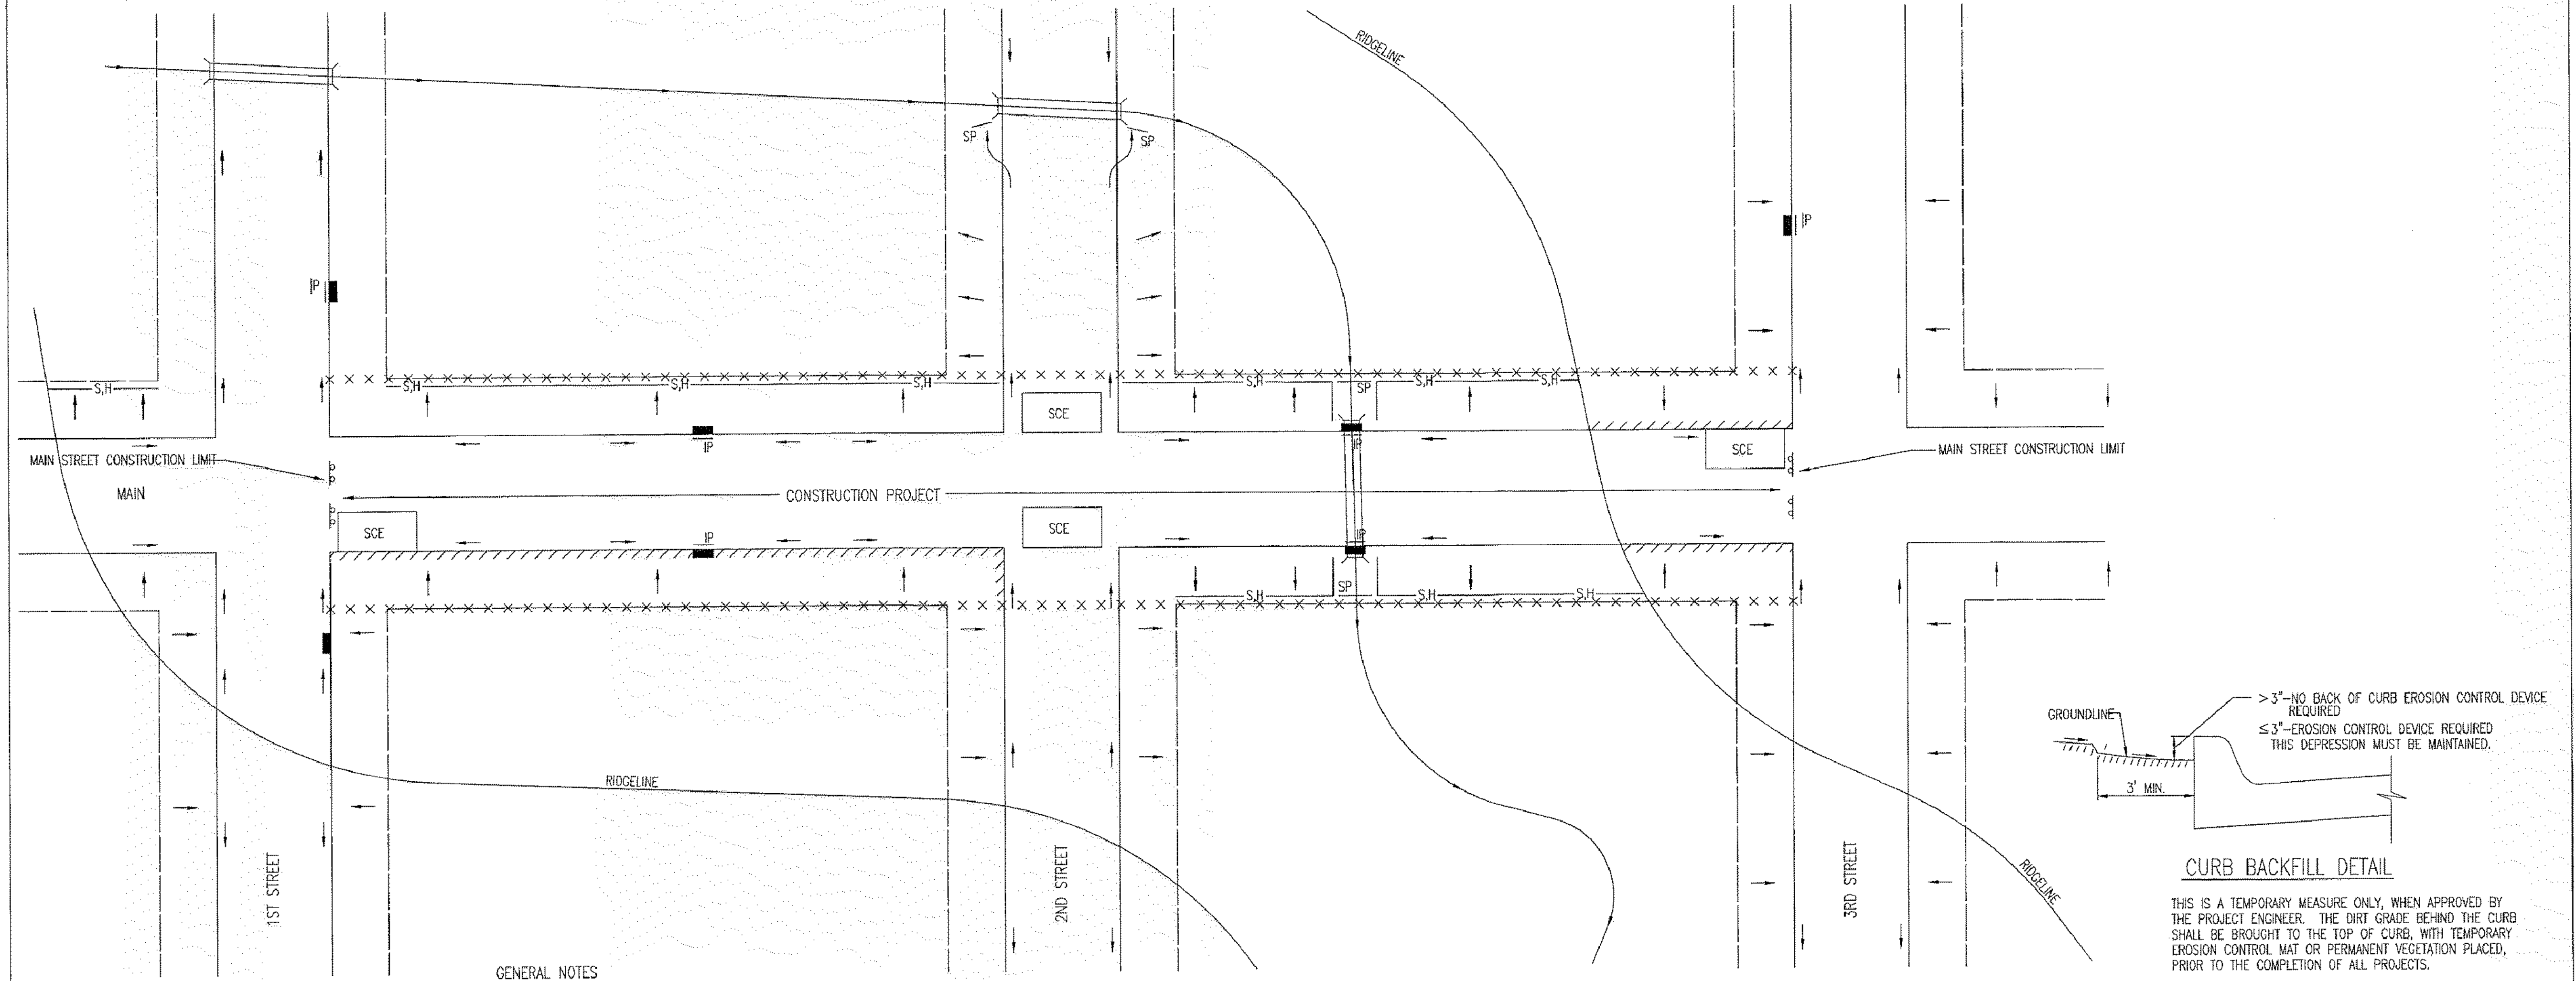 RIDGELINE
SP
SP
IP
IP
S,H
S,H
S,H
S,H
S,H
SP
S,H
S,H
SCE
IP
IP
SCE
MAIN STREET CONSTRUCTION LIMIT
MAIN STREET CONSTRUCTION LIMIT
MAIN
CONSTRUCTION PROJECT
SCE
SCE
IP
IP
S,H
SP
S,H
S,H
RIDGELINE
1ST STREET
2ND STREET
3RD STREET
RIDGELINE
GROUNDLINE
>3"-NO BACK OF CURB EROSION CONTROL DEVICE
REQUIRED
≤3"-EROSION CONTROL DEVICE REQUIRED
THIS DEPRESSION MUST BE MAINTAINED.
3' MIN.
CURB BACKFILL DETAIL
THIS IS A TEMPORARY MEASURE ONLY, WHEN APPROVED BY
THE PROJECT ENGINEER. THE DIRT GRADE BEHIND THE CURB
SHALL BE BROUGHT TO THE TOP OF CURB, WITH TEMPORARY
EROSION CONTROL MAT OR PERMANENT VEGETATION PLACED,
PRIOR TO THE COMPLETION OF ALL PROJECTS.
GENERAL NOTES